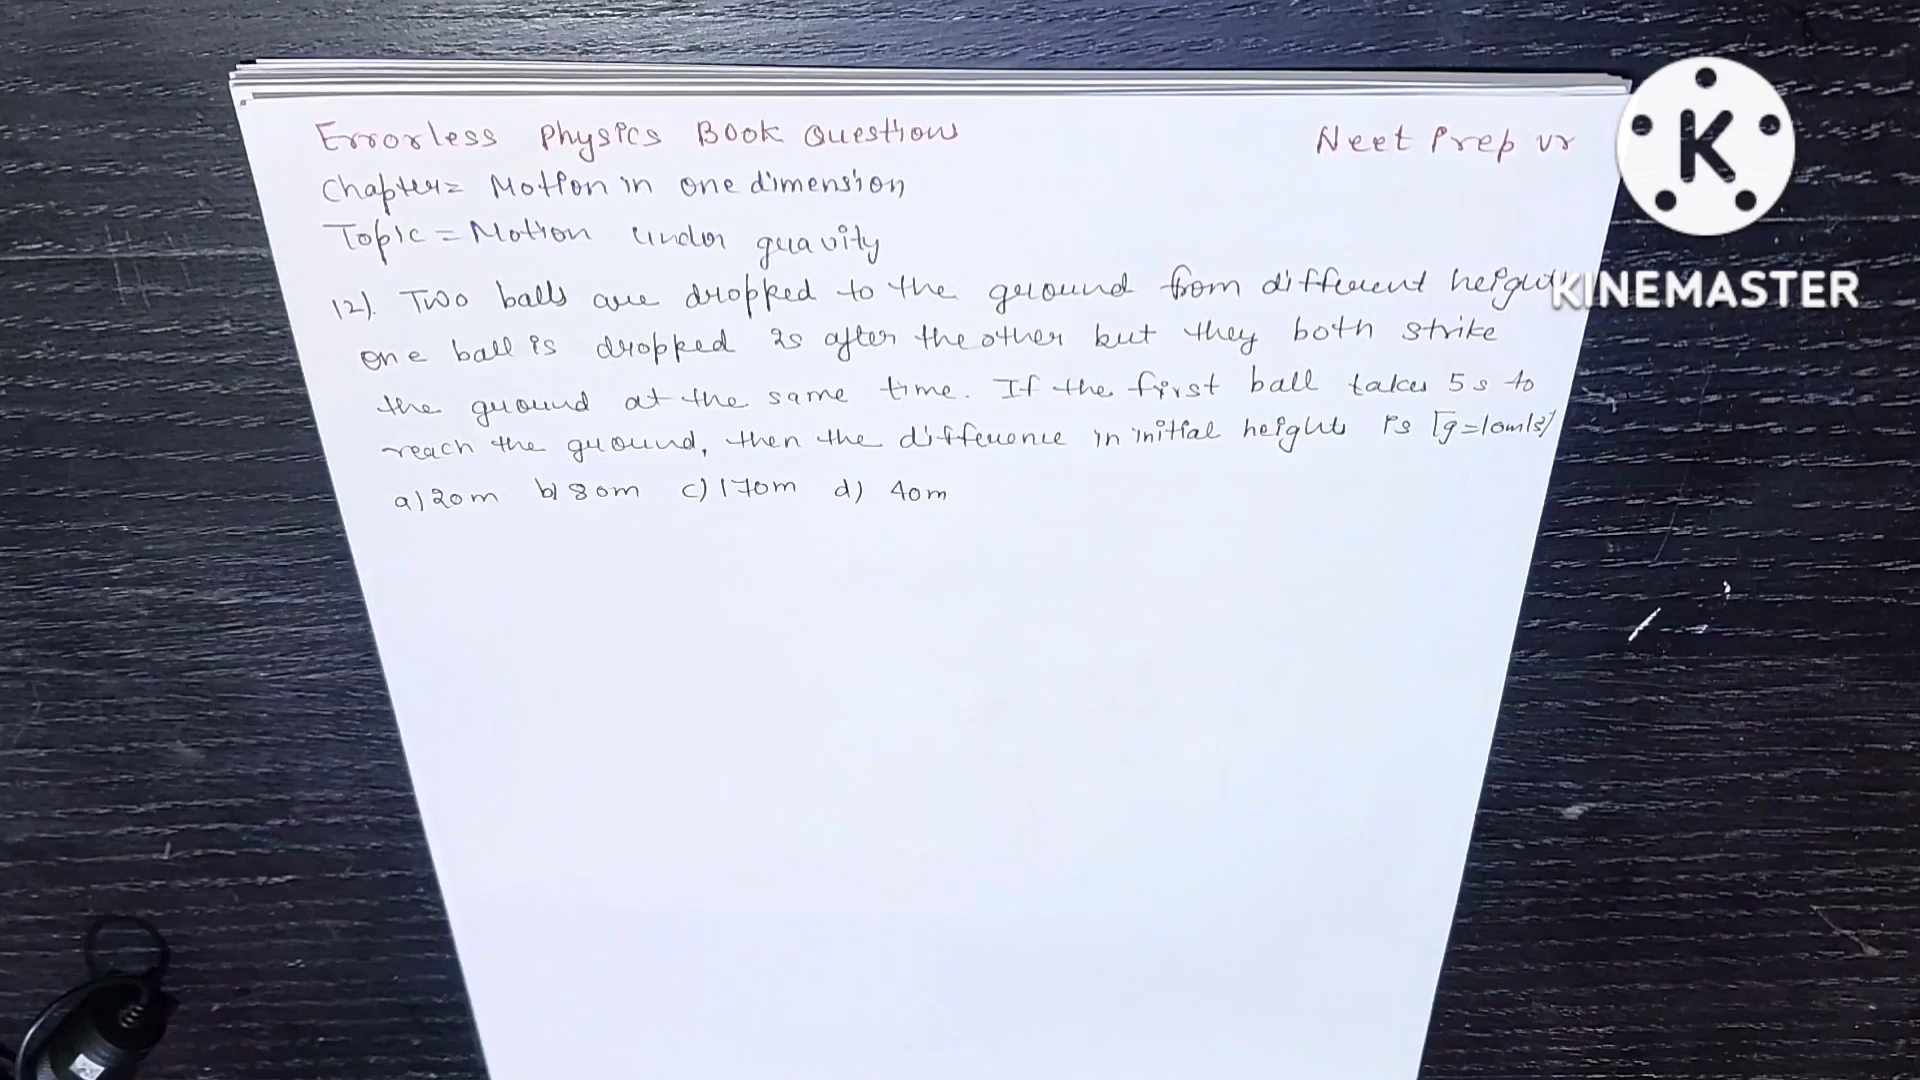 Errorless Physics Book Question
Neet Prep vr
K
KINEMASTER
Chapter= Motion in one dimension
Topic = Motion under gravity
12). Two balls are dropped to the ground from different height
one ball is dropped 2s after the other but they both strike
the ground at the same time. If the first ball takes 5s to
reach the ground, then the difference in initial height is [g=10m/s²]
a) 20m b) 80m c) 170m d) 40m